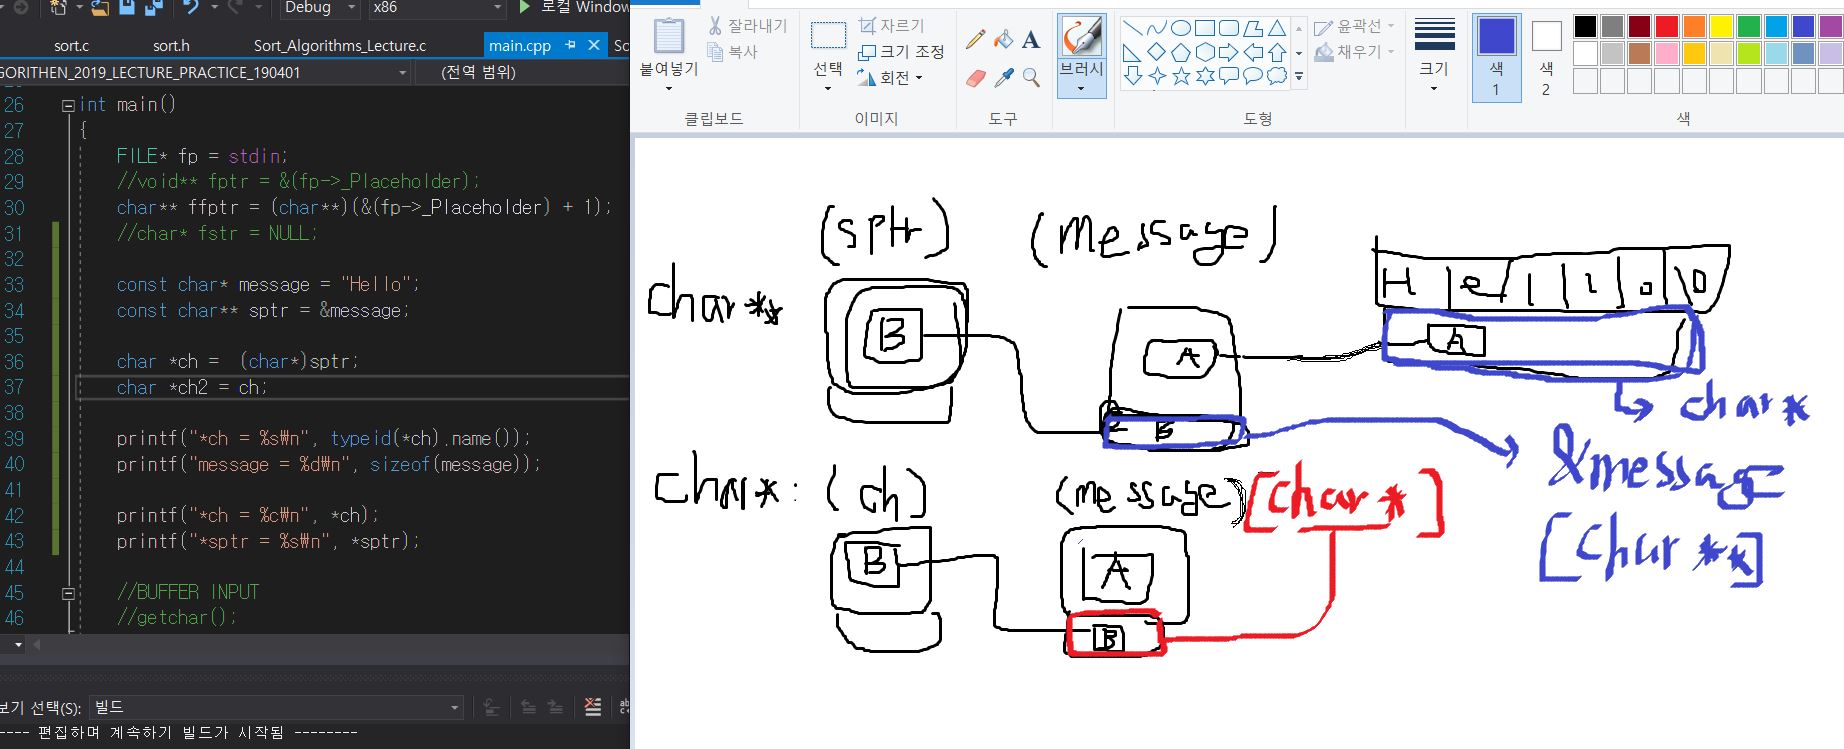 Debug
x86
로컬 Window
sort.c
sort.h
Sort_Algorithms_Lecture.c
main.cpp
So
GORITHEN_2019_LECTURE_PRACTICE_190401
(전역 범위)
26 int main()
27 {
28 FILE* fp = stdin;
29 //void** fptr = &(fp->_Placeholder);
30 char** ffptr = (char**)(&(fp->_Placeholder) + 1);
31 //char* fstr = NULL;
32
33 const char* message = "Hello";
34 const char** sptr = &message;
35
36 char *ch =  (char*)sptr;
37 char *ch2 = ch;
38
39 printf("*ch = %s₩n", typeid(*ch).name());
40 printf("message = %d₩n", sizeof(message));
41
42 printf("*ch = %c₩n", *ch);
43 printf("*sptr = %s₩n", *sptr);
44
45 //BUFFER INPUT
46 //getchar();
보기 선택(S):
빌드
---- 편집하며 계속하기 빌드가 시작됨 --------
붙여넣기
잘라내기
복사
클립보드
선택
자르기
크기 조정
회전
이미지
A
도구
브러시
윤곽선
채우기
도형
크기
색
1
색
2
색
(sptr)
(message)
char**
B
A
B
H e l l o \0
A
char*
&message
[char**]
char* : (ch)
(message)
[char*]
B
A
B